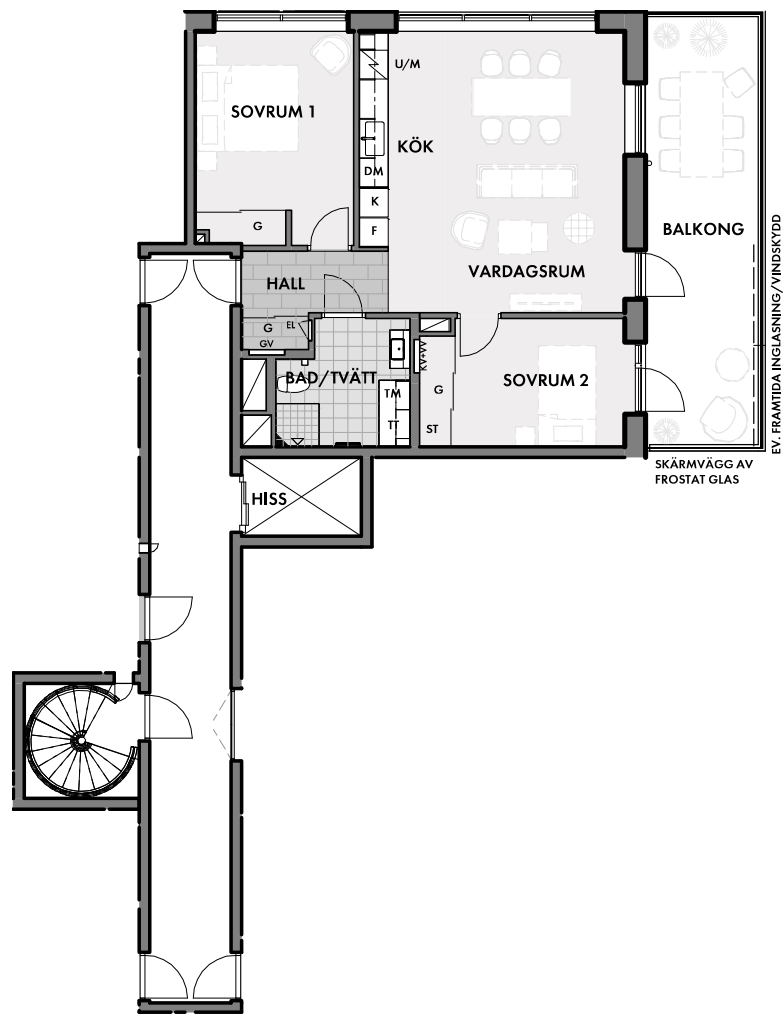 U/M
SOVRUM 1
KÖK
DM
K
F
G
BALKONG
VARDAGSRUM
HALL
G
EL
GV
BAD/TVÄTT
KV+VV
TM
TT
G
ST
SOVRUM 2
EV. FRAMTIDA INGLASNING/VINDSKYDD
SKÄRMVÄGG AV
FROSTAT GLAS
HISS